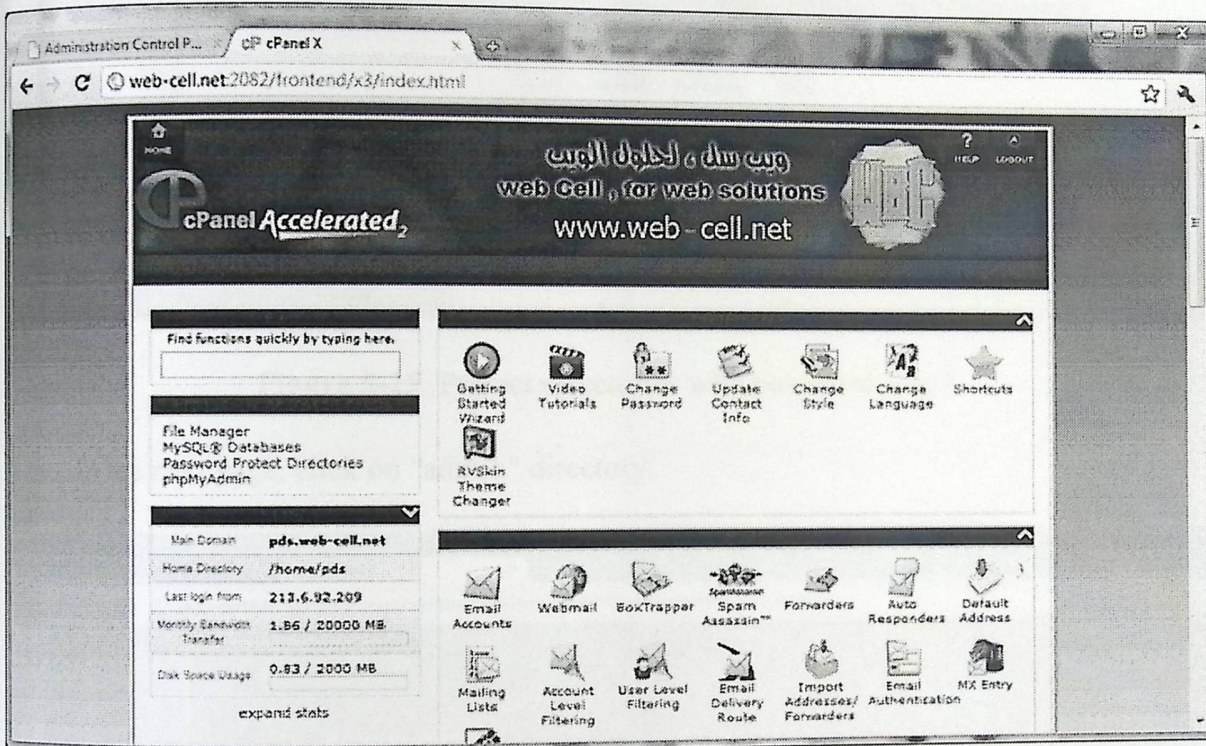 Administration Control P...
cPanel X
web-cell.net:2082/frontend/x3/index.html
HOME
HELP
LOGOUT
ويب سل ، لحلول الويب
web Cell , for web solutions
www.web-cell.net
cPanel Accelerated2
Find functions quickly by typing here.
File Manager
MySQL® Databases
Password Protect Directories
phpMyAdmin
Main Domain pds.web-cell.net
Home Directory /home/pds
Last login from 213.6.92.209
Monthly Bandwidth Transfer 1.86 / 20000 MB
Disk Space Usage 0.83 / 2000 MB
expand stats
Getting Started Wizard
Video Tutorials
Change Password
Update Contact Info
Change Style
Change Language
Shortcuts
RVSkin Theme Changer
Email Accounts
Webmail
BoxTrapper
Spam Assassin™
Forwarders
Auto Responders
Default Address
Mailing Lists
Account Level Filtering
User Level Filtering
Email Delivery Route
Import Addresses/ Forwarders
Email Authentication
MX Entry